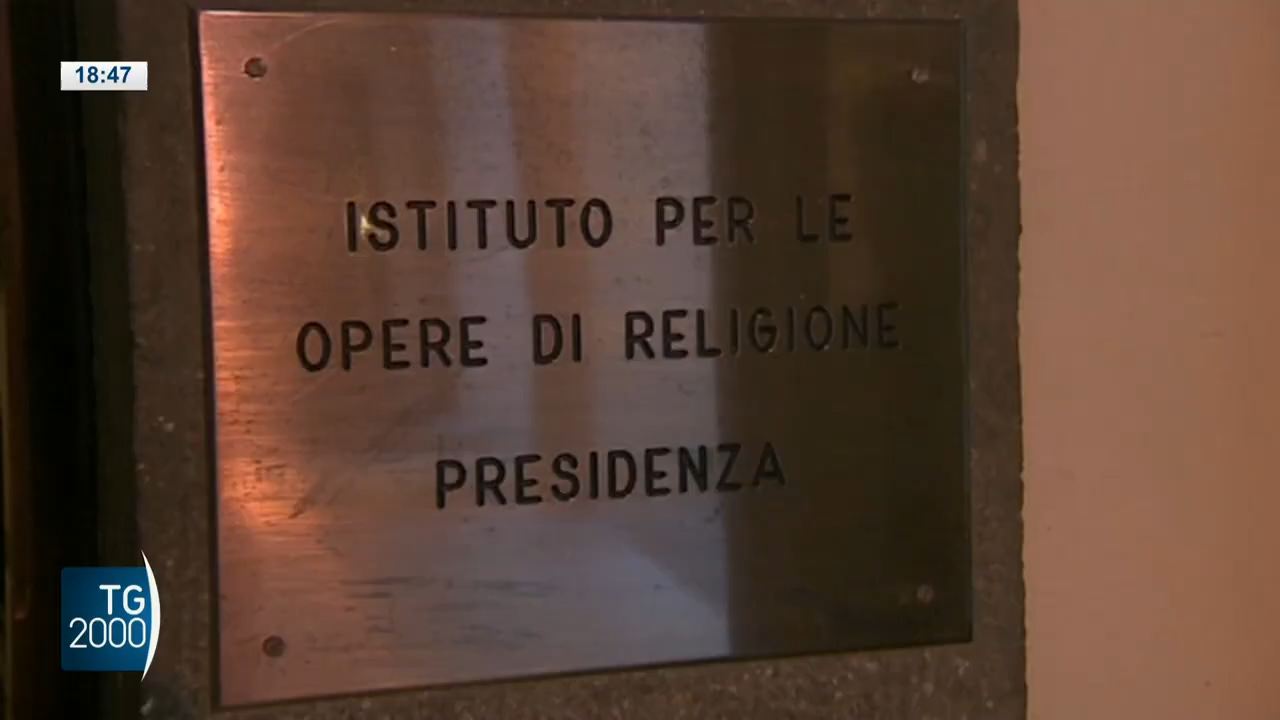 18:47
ISTITUTO PER LE
OPERE DI RELIGIONE
PRESIDENZA
TG
2000